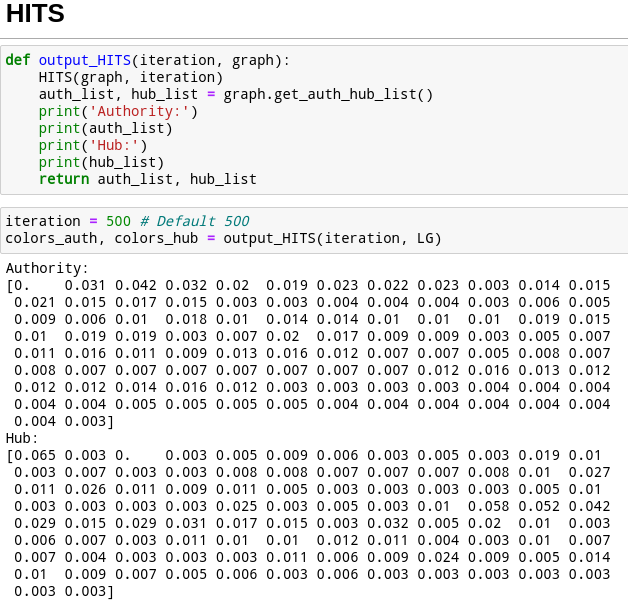 HITS
def output_HITS(iteration, graph):
    HITS(graph, iteration)
    auth_list, hub_list = graph.get_auth_hub_list()
    print('Authority:')
    print(auth_list)
    print('Hub:')
    print(hub_list)
    return auth_list, hub_list
iteration = 500 # Default 500
colors_auth, colors_hub = output_HITS(iteration, LG)
Authority:
[0.    0.031 0.042 0.032 0.02  0.019 0.023 0.022 0.023 0.003 0.014 0.015
 0.021 0.015 0.017 0.015 0.003 0.003 0.004 0.004 0.004 0.003 0.006 0.005
 0.009 0.006 0.01  0.018 0.01  0.014 0.014 0.01  0.01  0.01  0.019 0.015
 0.01  0.019 0.019 0.003 0.007 0.02  0.017 0.009 0.009 0.003 0.005 0.007
 0.011 0.016 0.011 0.009 0.013 0.016 0.012 0.007 0.007 0.005 0.008 0.007
 0.008 0.007 0.007 0.007 0.007 0.007 0.007 0.007 0.012 0.016 0.013 0.012
 0.012 0.012 0.014 0.016 0.012 0.003 0.003 0.003 0.003 0.004 0.004 0.004
 0.004 0.004 0.005 0.005 0.005 0.005 0.004 0.004 0.004 0.004 0.004 0.004
 0.004 0.003]
Hub:
[0.065 0.003 0.    0.003 0.005 0.009 0.006 0.003 0.005 0.003 0.019 0.01
 0.003 0.007 0.003 0.003 0.008 0.008 0.007 0.007 0.007 0.008 0.01  0.027
 0.011 0.026 0.011 0.009 0.011 0.005 0.003 0.003 0.003 0.003 0.005 0.01
 0.003 0.003 0.003 0.003 0.025 0.003 0.005 0.003 0.01  0.058 0.052 0.042
 0.029 0.015 0.029 0.031 0.017 0.015 0.003 0.032 0.005 0.02  0.01  0.003
 0.006 0.007 0.003 0.011 0.01  0.01  0.012 0.011 0.004 0.003 0.01  0.007
 0.007 0.004 0.003 0.003 0.003 0.011 0.006 0.009 0.024 0.009 0.005 0.014
 0.01  0.009 0.007 0.005 0.006 0.003 0.006 0.003 0.003 0.003 0.003 0.003
 0.003 0.003]